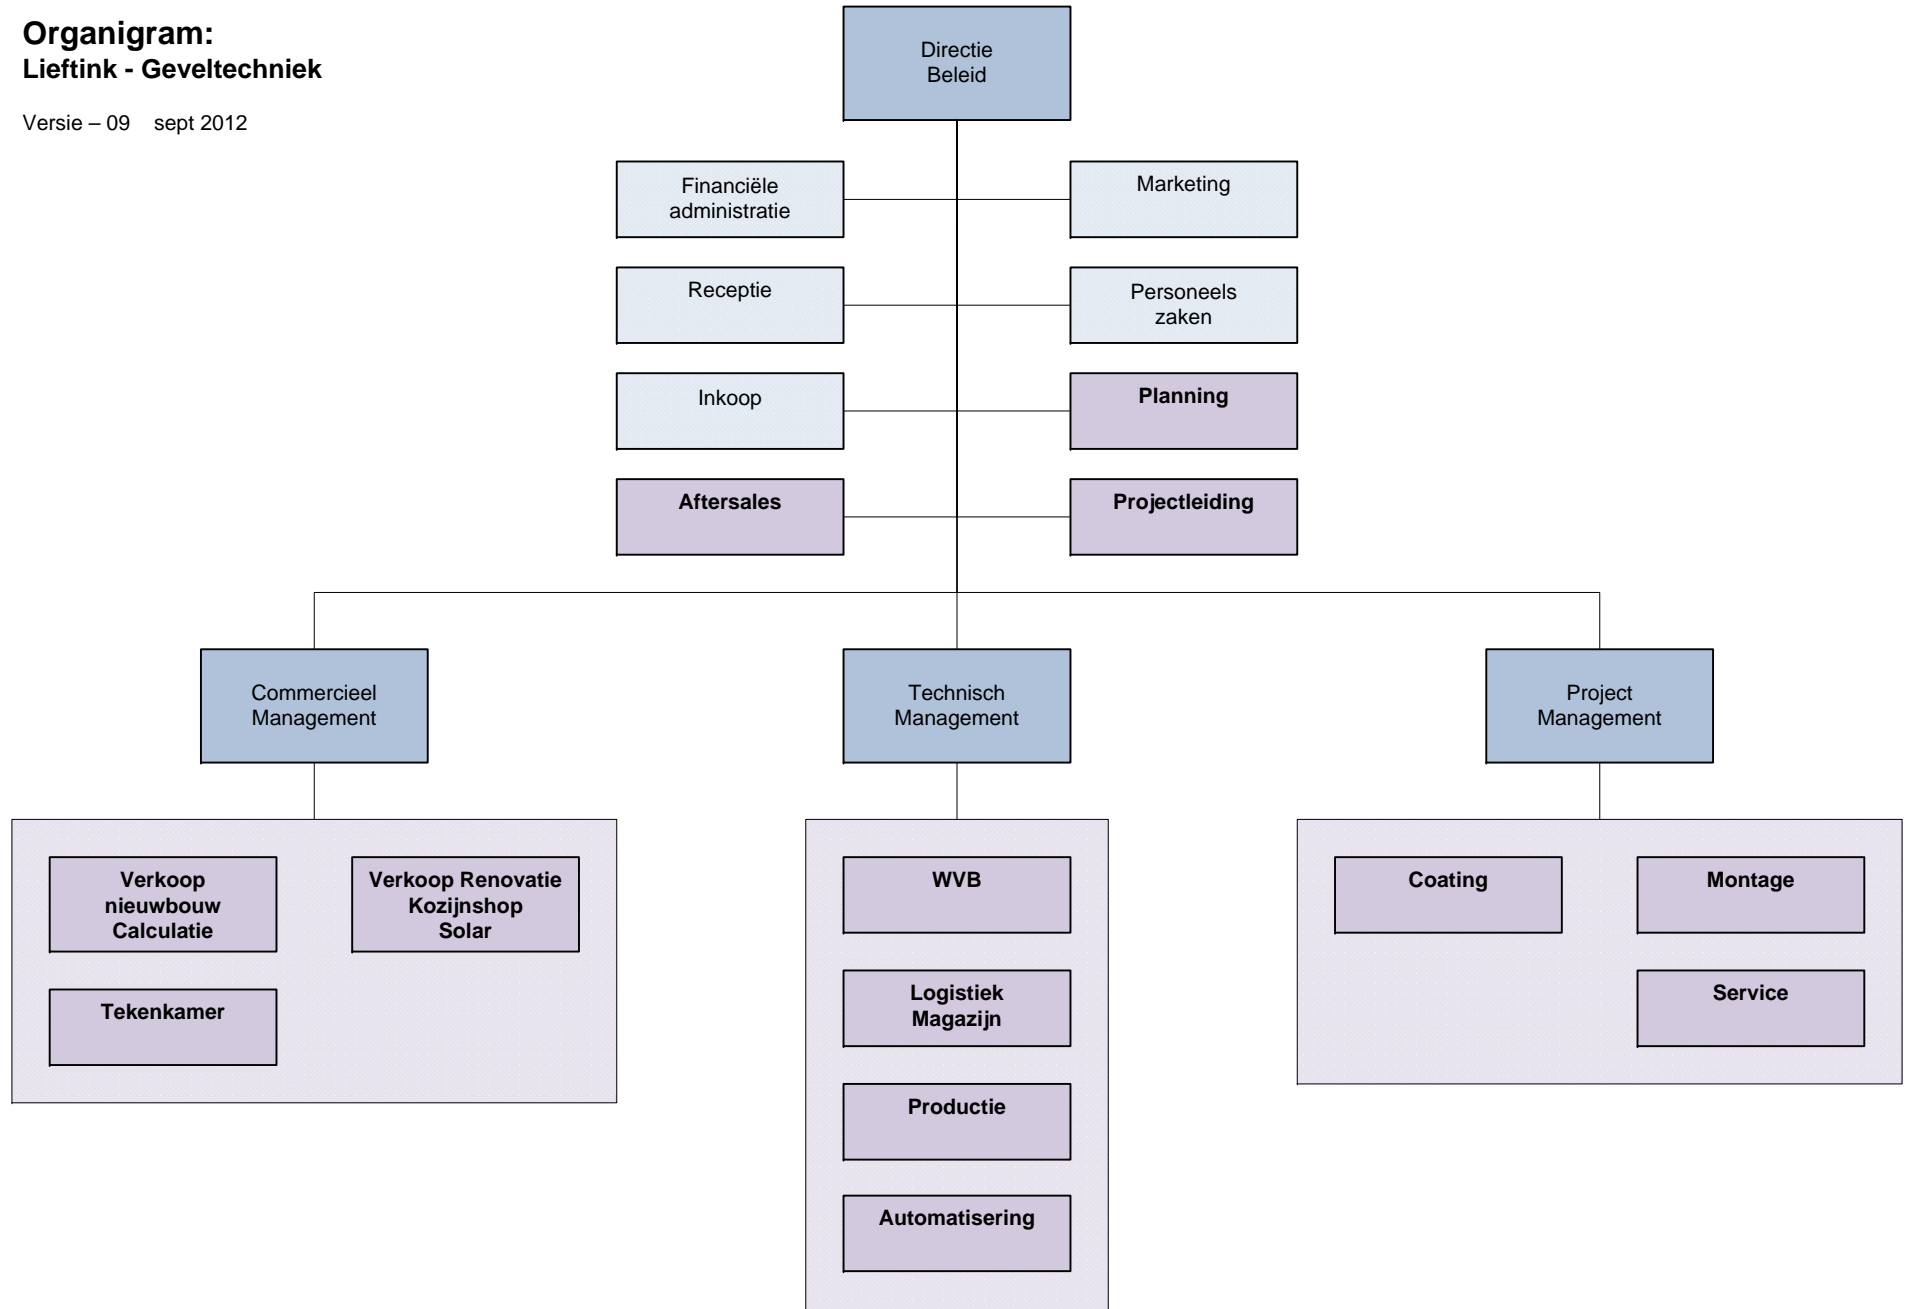 Organigram:
Lieftink - Geveltechniek
Versie – 09 sept 2012
Directie
Beleid
Financiële
administratie
Marketing
Receptie
Personeels
zaken
Inkoop
Planning
Aftersales
Projectleiding
Commercieel
Management
Technisch
Management
Project
Management
Verkoop
nieuwbouw
Calculatie
Verkoop Renovatie
Kozijnshop
Solar
Tekenkamer
WVB
Logistiek
Magazijn
Productie
Automatisering
Coating
Montage
Service